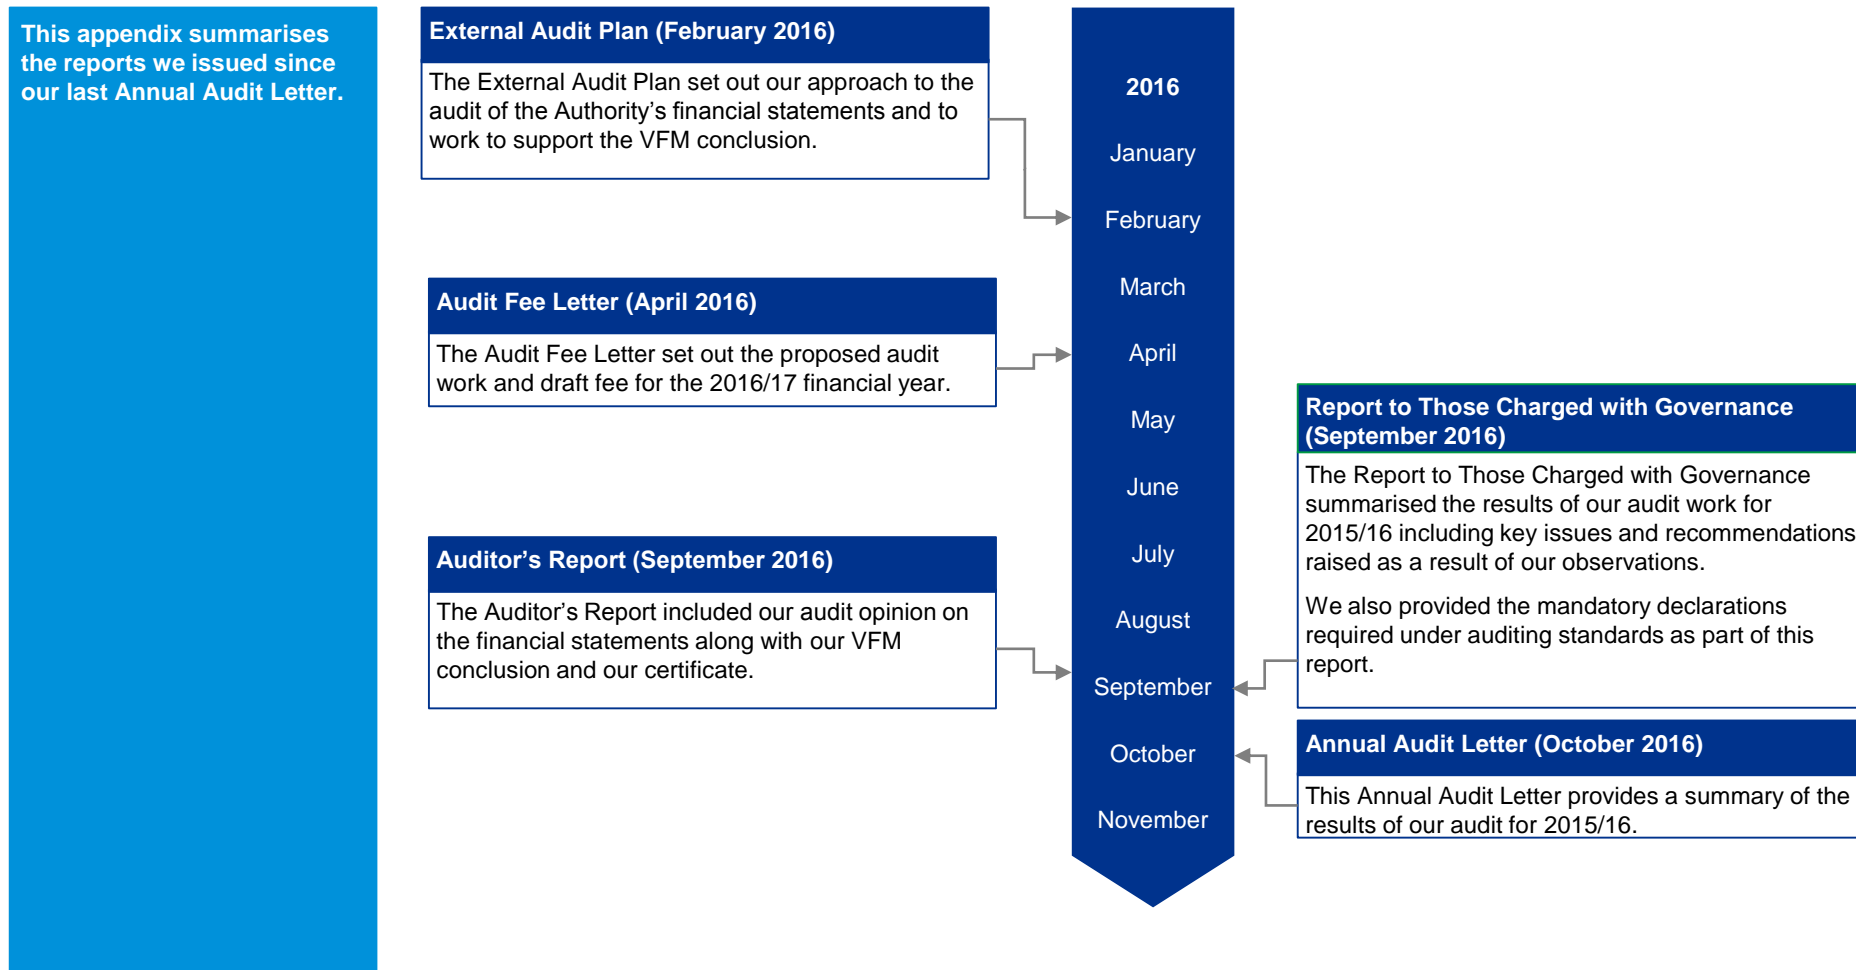 This appendix summarises
the reports we issued since
our last Annual Audit Letter.
External Audit Plan (February 2016)
The External Audit Plan set out our approach to the
audit of the Authority’s financial statements and to
work to support the VFM conclusion.
Audit Fee Letter (April 2016)
The Audit Fee Letter set out the proposed audit
work and draft fee for the 2016/17 financial year.
Auditor’s Report (September 2016)
The Auditor’s Report included our audit opinion on
the financial statements along with our VFM
conclusion and our certificate.
2016
January
February
March
April
May
June
July
August
September
October
November
Report to Those Charged with Governance
(September 2016)
The Report to Those Charged with Governance
summarised the results of our audit work for
2015/16 including key issues and recommendations
raised as a result of our observations.
We also provided the mandatory declarations
required under auditing standards as part of this
report.
Annual Audit Letter (October 2016)
This Annual Audit Letter provides a summary of the
results of our audit for 2015/16.